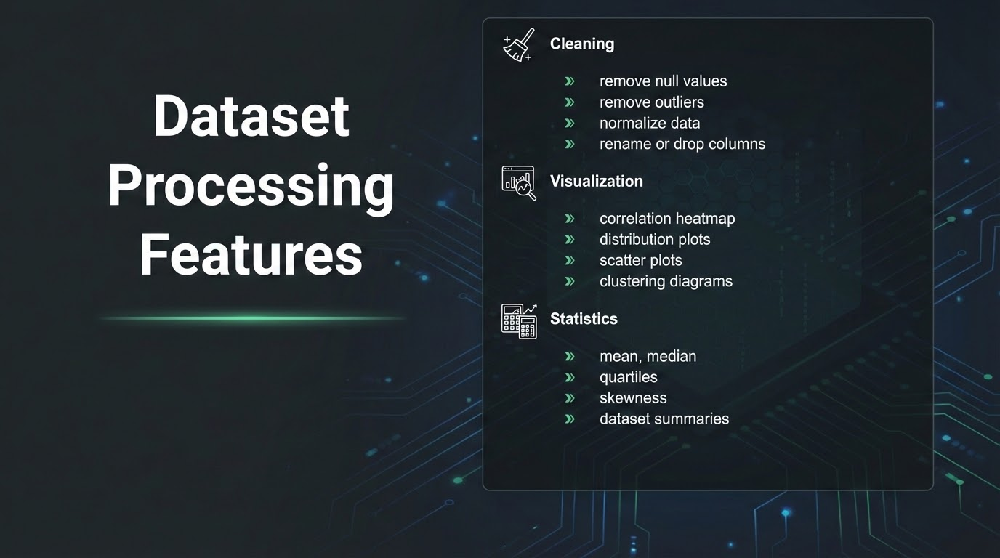 Dataset
Processing
Features
Cleaning
remove null values
remove outliers
normalize data
rename or drop columns
Visualization
correlation heatmap
distribution plots
scatter plots
clustering diagrams
Statistics
mean, median
quartiles
skewness
dataset summaries